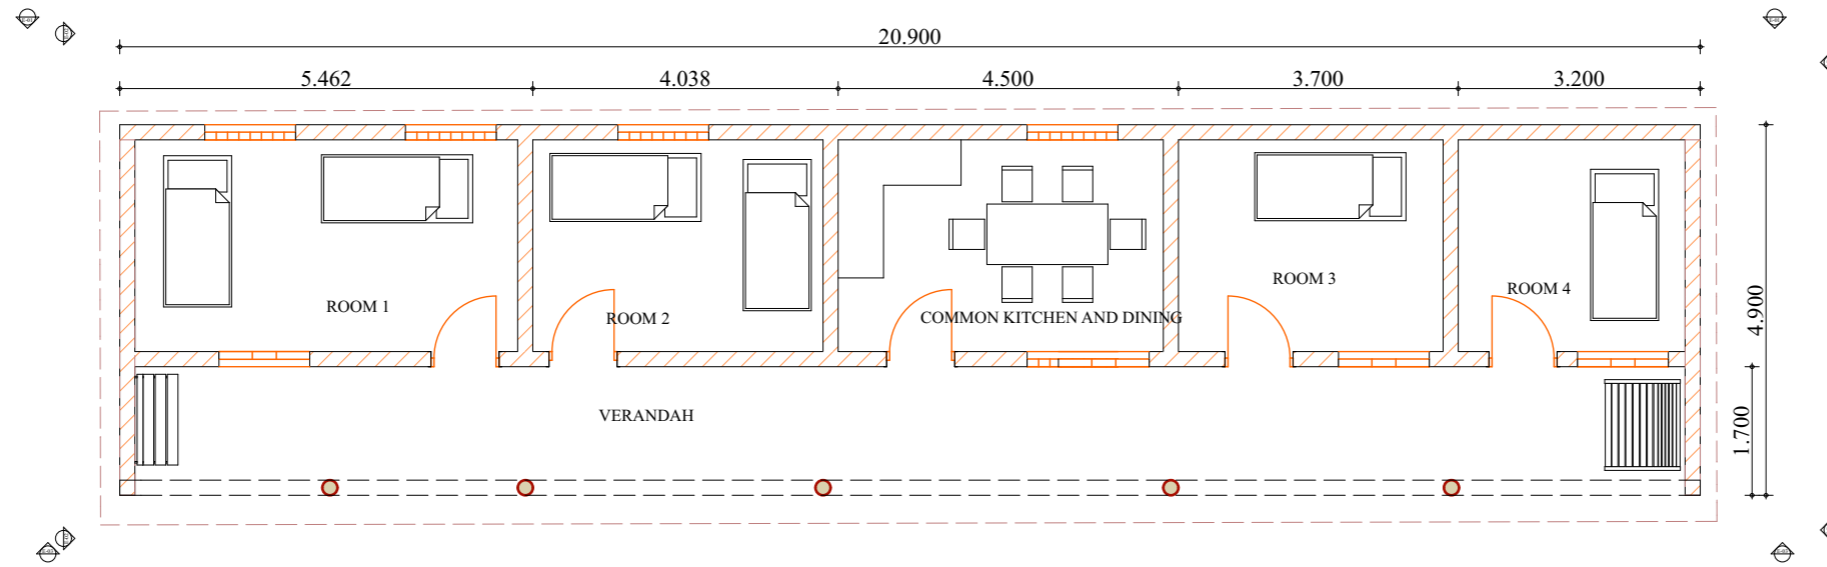 20.900
5.462
4.038
4.500
3.700
3.200
ROOM 1
ROOM 2
COMMON KITCHEN AND DINING
ROOM 3
ROOM 4
4.900
1.700
VERANDAH